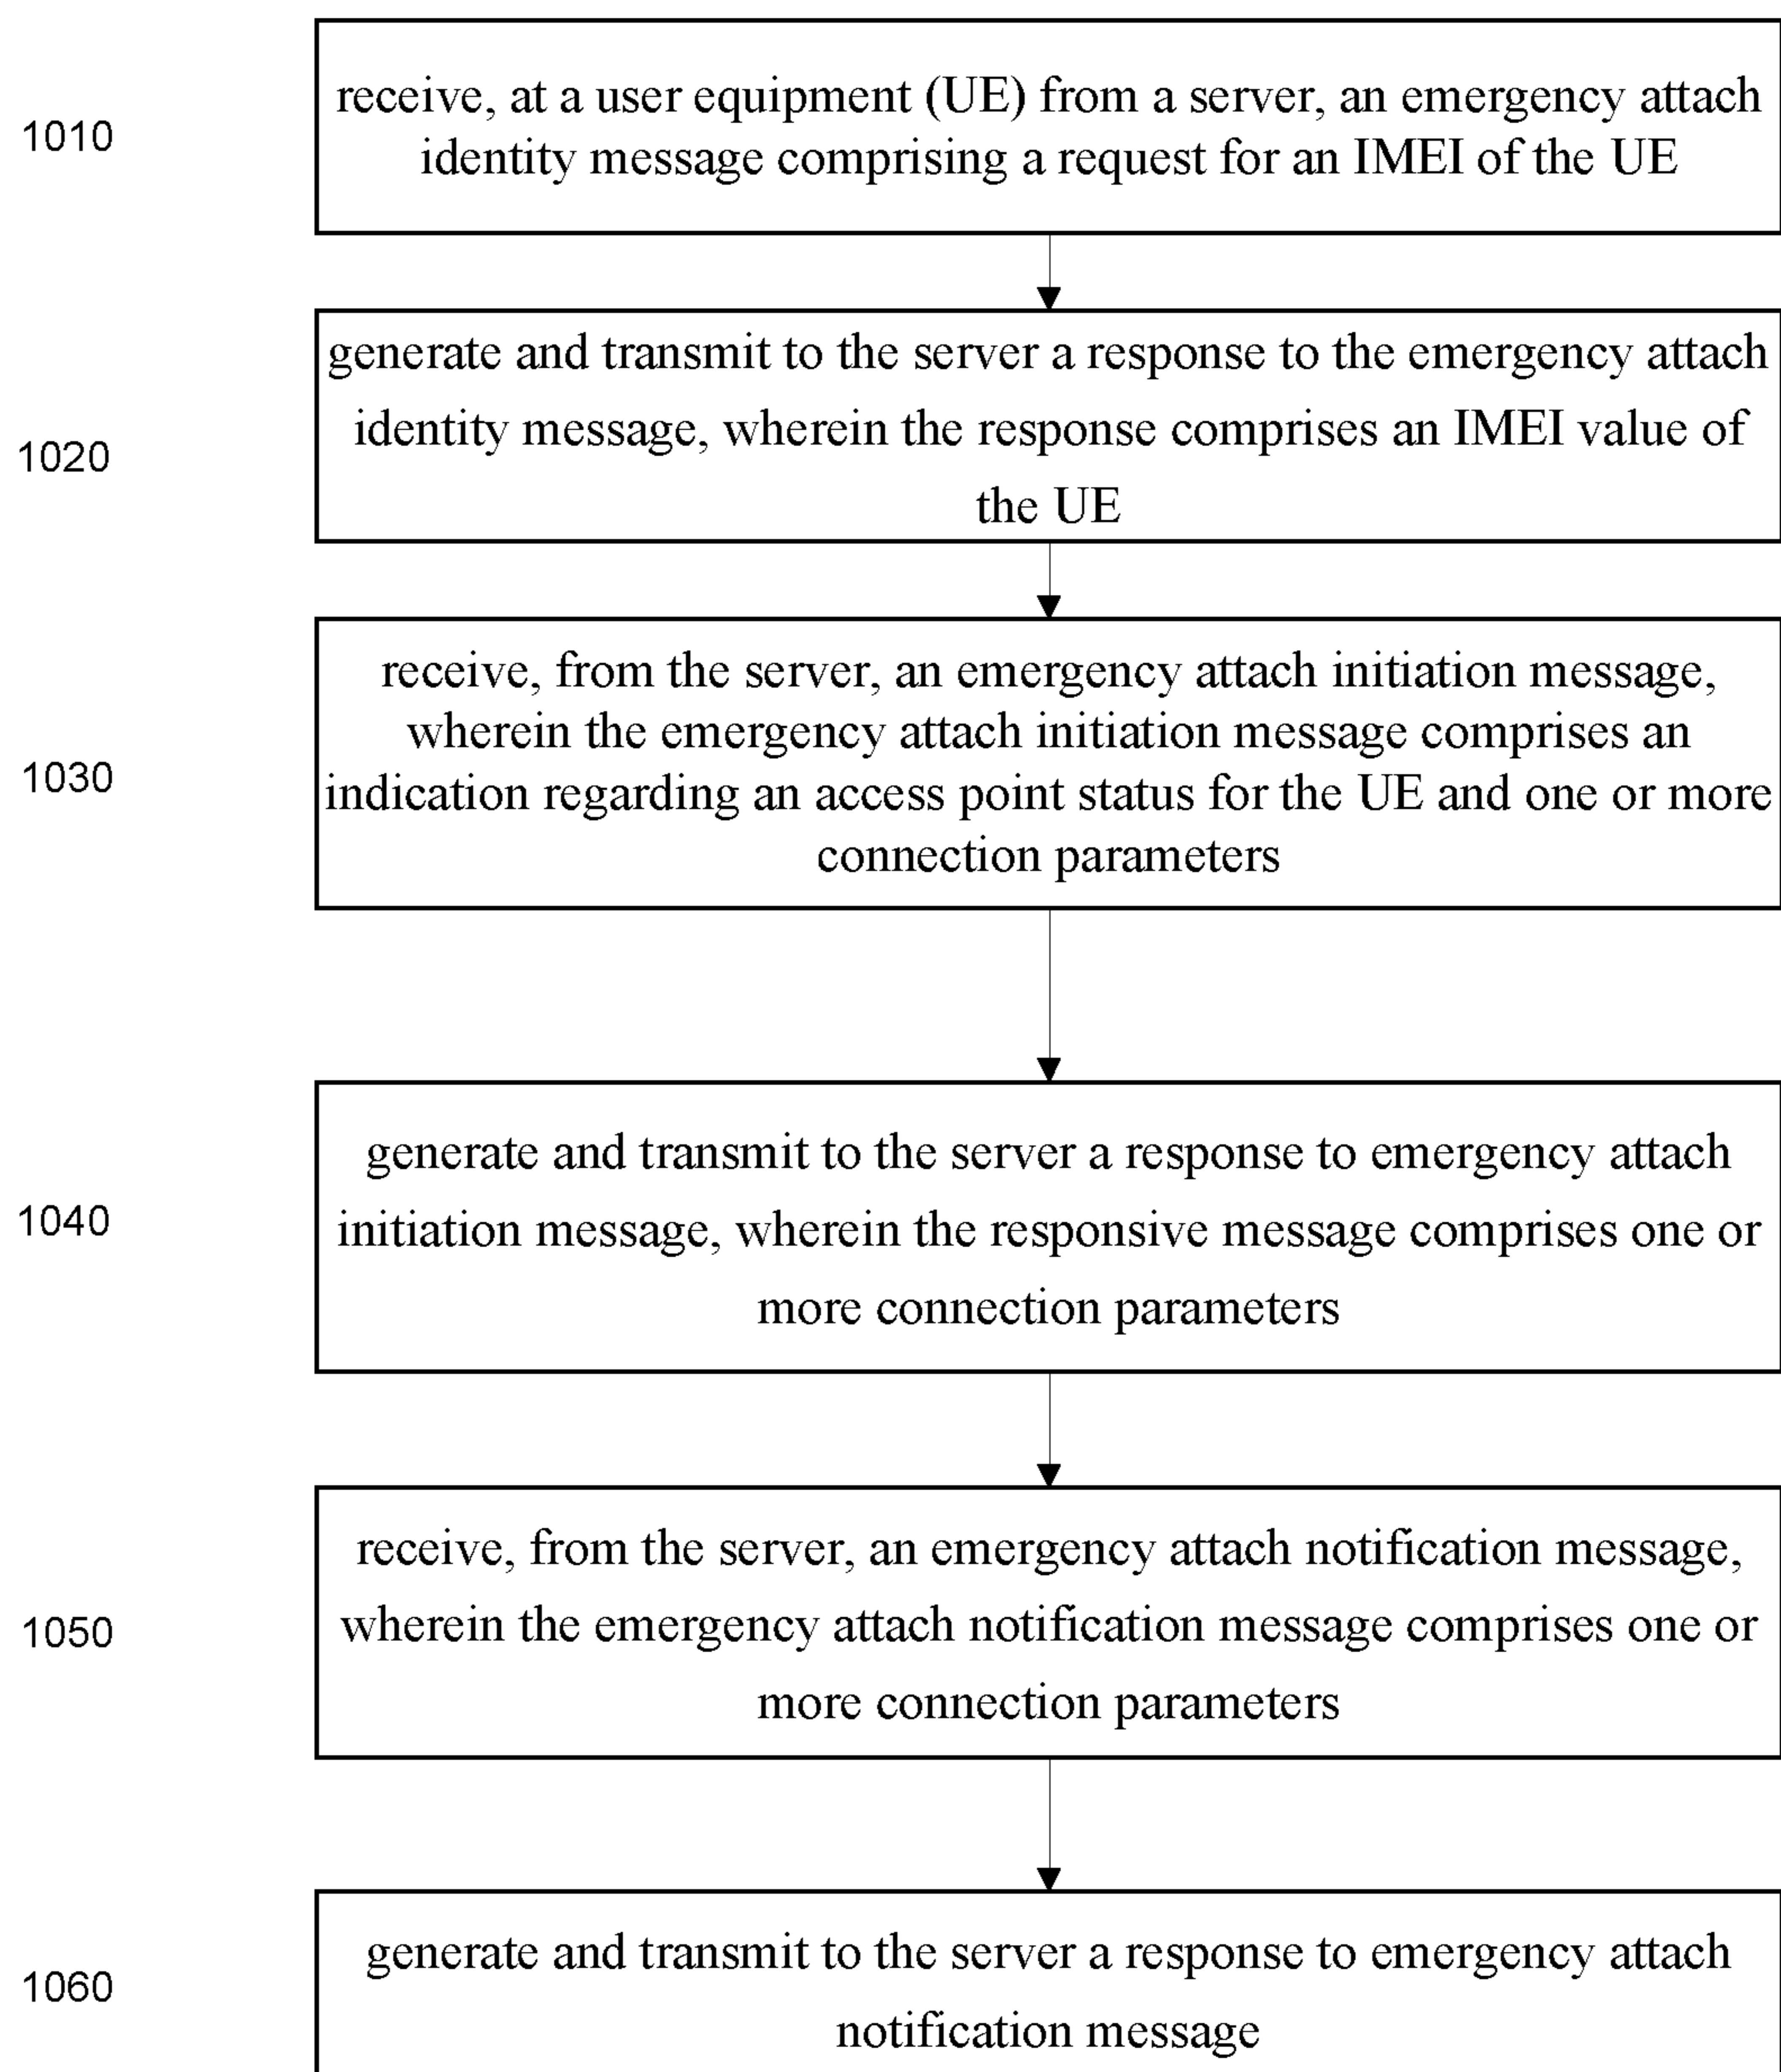 1010
receive, at a user equipment (UE) from a server, an emergency attach
identity message comprising a request for an IMEI of the UE
1020
generate and transmit to the server a response to the emergency attach
identity message, wherein the response comprises an IMEI value of
the UE
1030
receive, from the server, an emergency attach initiation message,
wherein the emergency attach initiation message comprises an
indication regarding an access point status for the UE and one or more
connection parameters
1040
generate and transmit to the server a response to emergency attach
initiation message, wherein the responsive message comprises one or
more connection parameters
1050
receive, from the server, an emergency attach notification message,
wherein the emergency attach notification message comprises one or
more connection parameters
1060
generate and transmit to the server a response to emergency attach
notification message